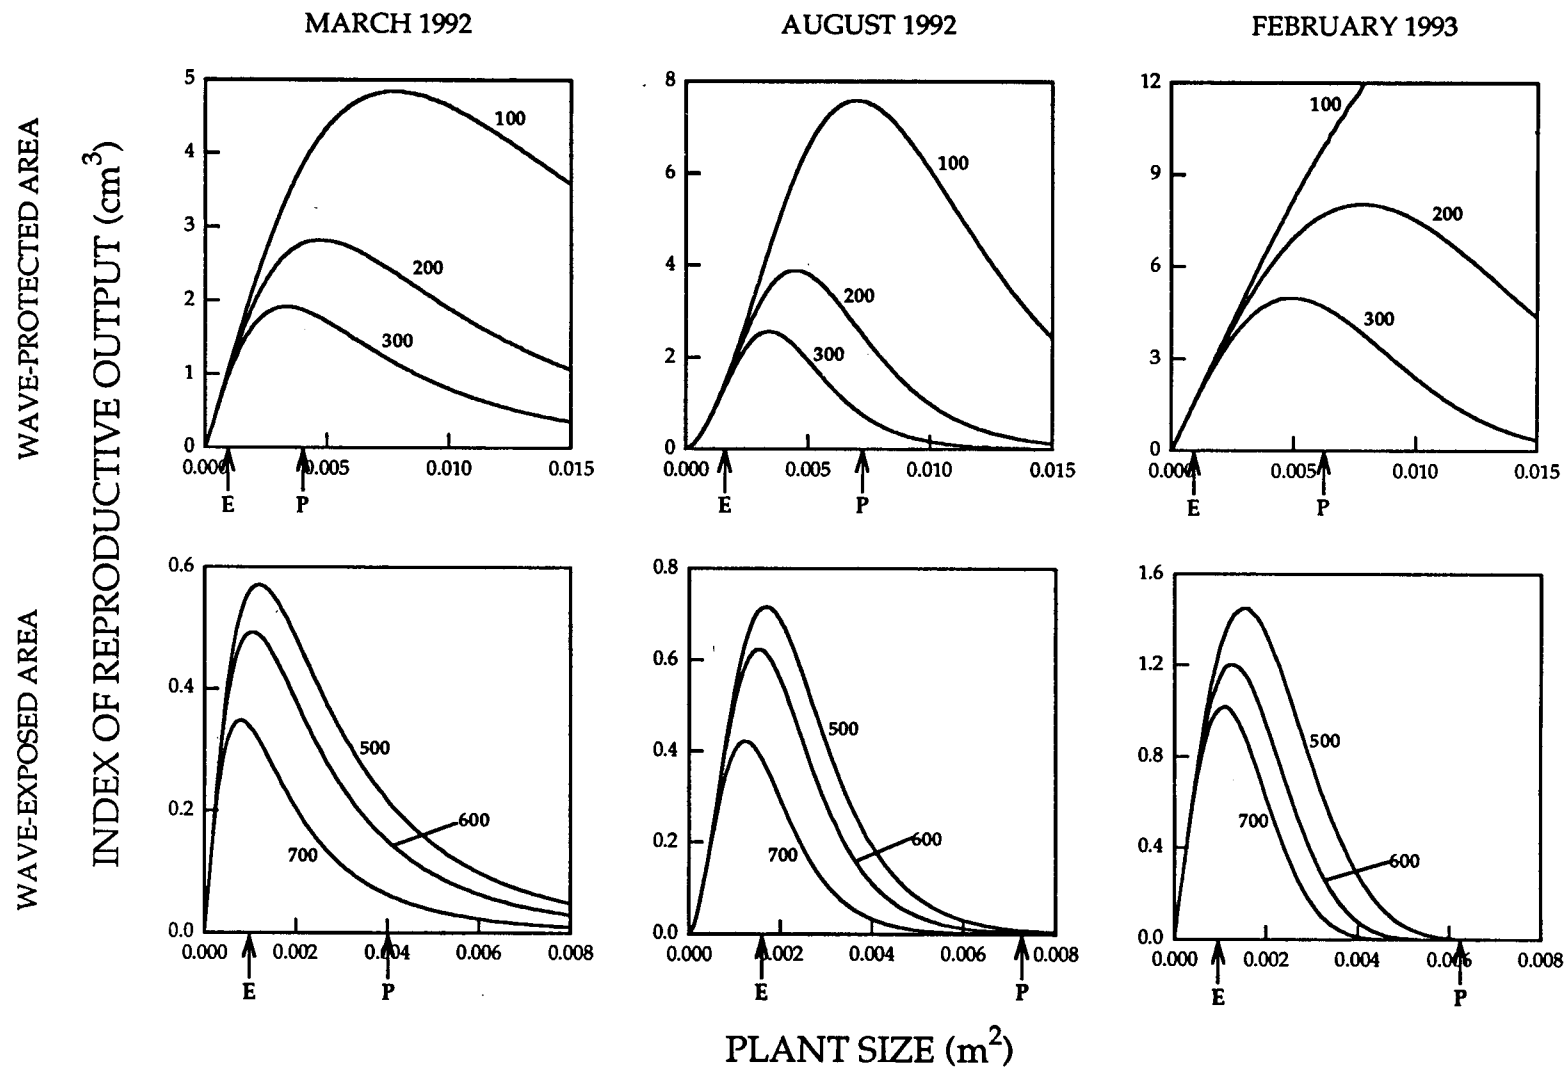 MARCH 1992
AUGUST 1992
FEBRUARY 1993
WAVE-PROTECTED AREA
WAVE-EXPOSED AREA
INDEX OF REPRODUCTIVE OUTPUT (cm³)
5
4
3
2
1
0
100
200
300
0.000 0.005 0.010 0.015
E P
8
6
4
2
0
100
200
300
0.000 0.005 0.010 0.015
E P
12
9
6
3
0
100
200
300
0.000 0.005 0.010 0.015
E P
0.6
0.4
0.2
0.0
500
600
700
0.000 0.002 0.004 0.006 0.008
E P
0.8
0.6
0.4
0.2
0.0
500
600
700
0.000 0.002 0.004 0.006 0.008
E P
1.6
1.2
0.8
0.4
0.0
500
600
700
0.000 0.002 0.004 0.006 0.008
E P
PLANT SIZE (m²)